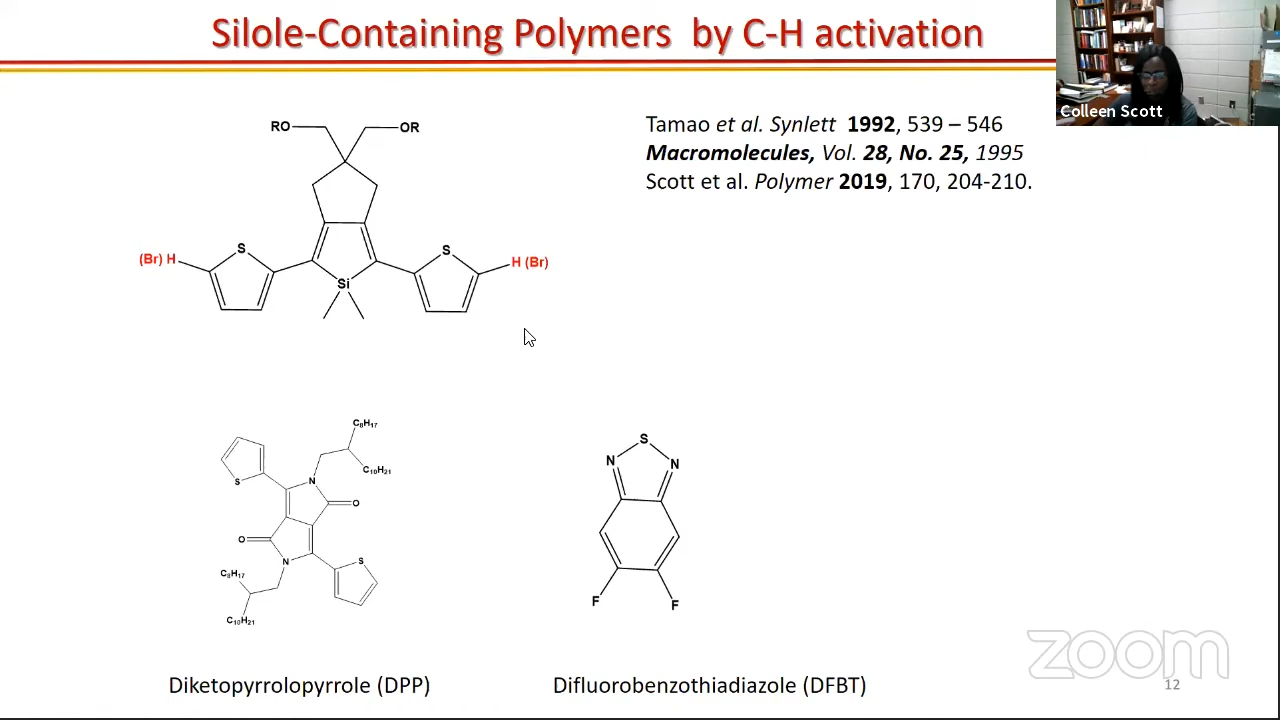 Silole-Containing Polymers by C-H activation
Colleen Scott
Tamao et al. Synlett 1992, 539 – 546
Macromolecules, Vol. 28, No. 25, 1995
Scott et al. Polymer 2019, 170, 204-210.
RO OR
S S
(Br) H H (Br)
Si
C8H17
C10H21
S N
O
O
N S
C8H17
C10H21
S
N N
F F
Diketopyrrolopyrrole (DPP)
Difluorobenzothiadiazole (DFBT)
zoom
12